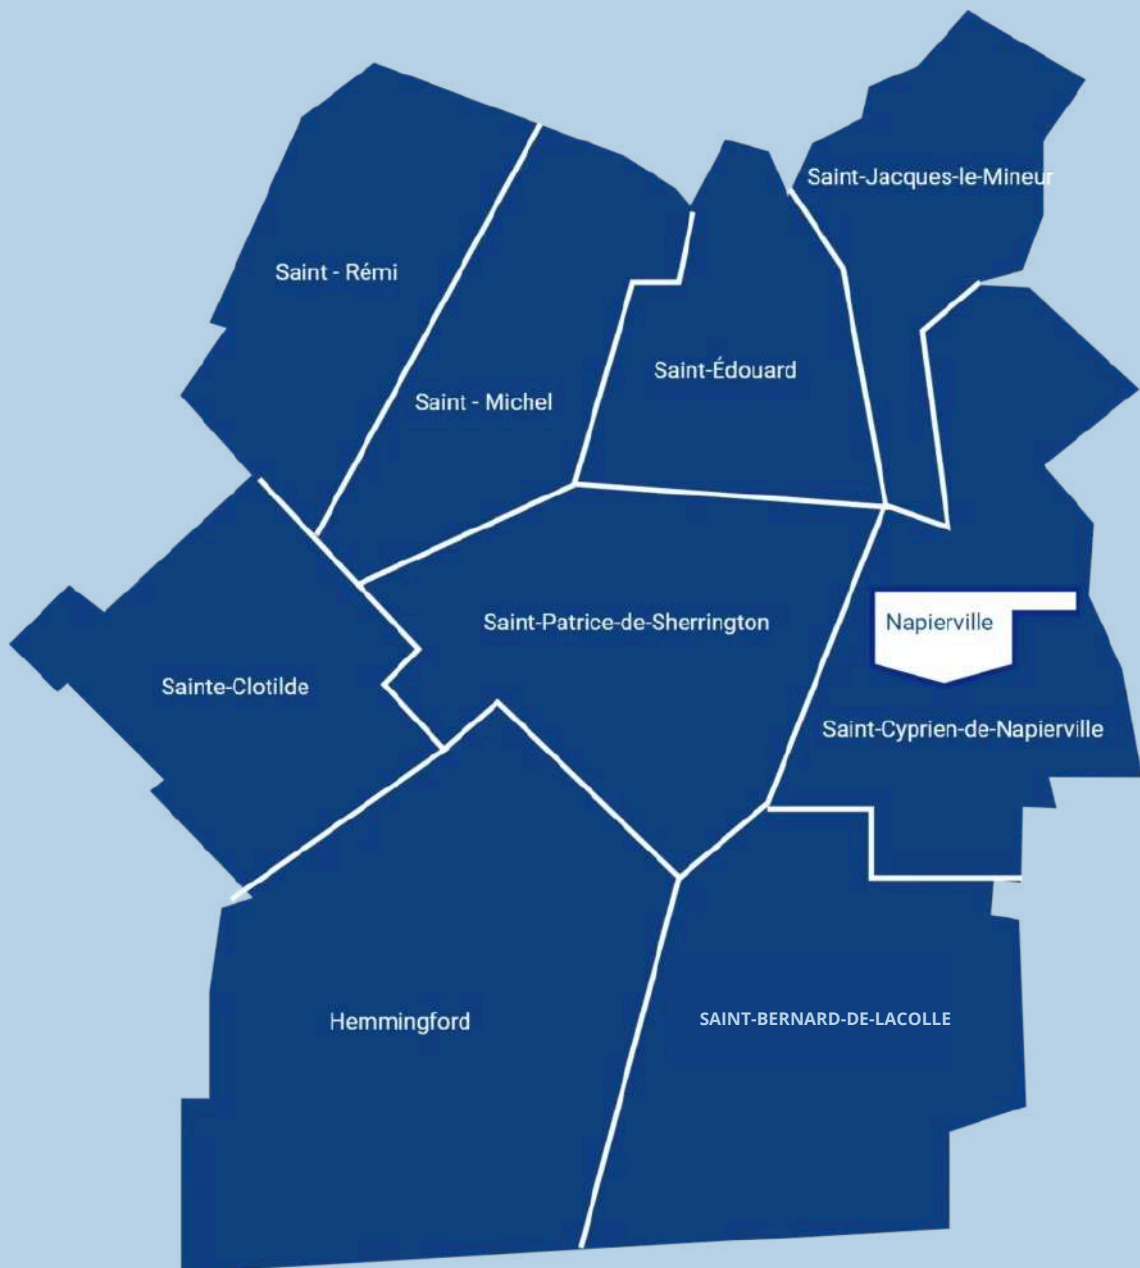 Saint-Jacques-le-Mineur
Saint - Rémi
Saint-Édouard
Saint - Michel
Saint-Patrice-de-Sherrington
Napierville
Sainte-Clotilde
Saint-Cyprien-de-Napierville
Hemmingford
SAINT-BERNARD-DE-LACOLLE